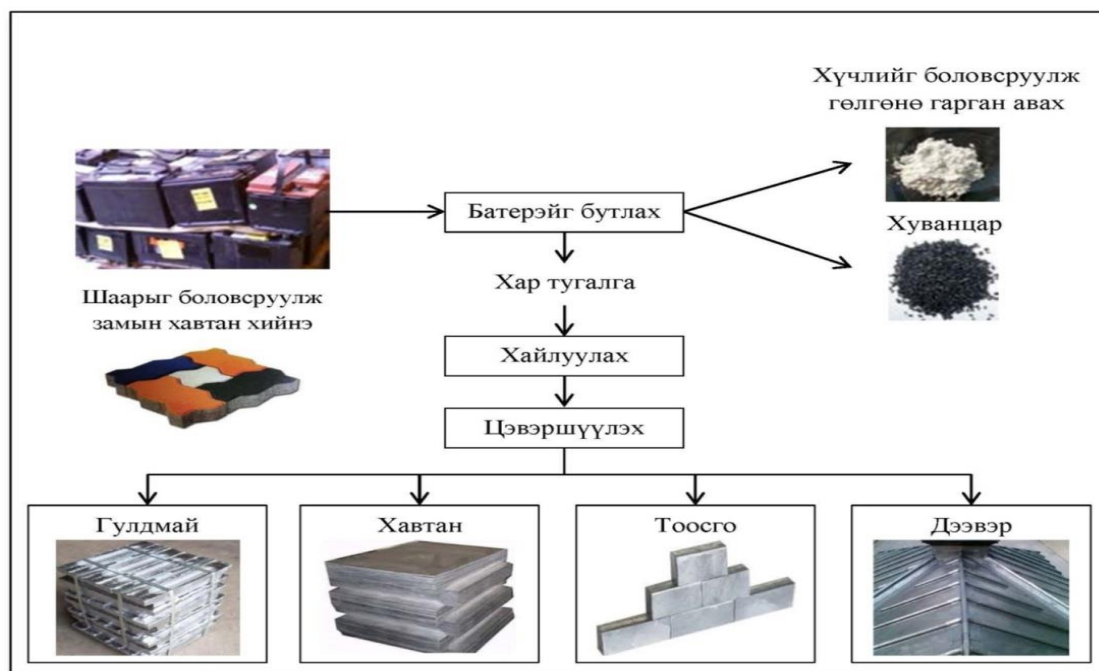 Хүчлийг боловсруулж
гөлгөнө гарган авах
Батерэйг бутлах
Хуванцар
Хар тугалга
Шаарыг боловсруулж
замын хавтан хийнэ
Хайлуулах
Цэвэршүүлэх
Гулдмай
Хавтан
Тоосго
Дээвэр